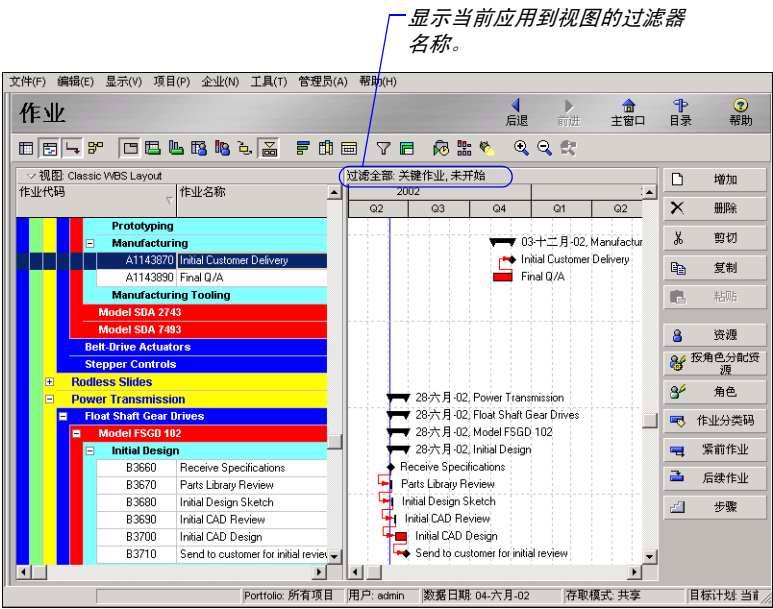 显示当前应用到视图的过滤器
名称。
文件(F) 编辑(E) 显示(V) 项目(P) 企业(N) 工具(T) 管理员(A) 帮助(H)
作业
后退 前进 主窗口 目录 帮助
视图: Classic WBS Layout
过滤全部: 关键作业, 未开始
作业代码 作业名称
2002
Q2 Q3 Q4 Q1 Q2
Prototyping
Manufacturing
03-十二月-02, Manufactur
A1143870 Initial Customer Delivery
Initial Customer Delivery
A1143890 Final Q/A
Final Q/A
Manufacturing Tooling
Model SDA 2743
Model SDA 7493
Belt-Drive Actuators
Stepper Controls
Rodless Slides
Power Transmission
28-六月-02, Power Transmission
Float Shaft Gear Drives
28-六月-02, Float Shaft Gear Drives
Model FSGD 102
28-六月-02, Model FSGD 102
Initial Design
28-六月-02, Initial Design
B3660 Receive Specifications
Receive Specifications
B3670 Parts Library Review
Parts Library Review
B3680 Initial Design Sketch
Initial Design Sketch
B3690 Initial CAD Review
Initial CAD Review
B3700 Initial CAD Design
Initial CAD Design
B3710 Send to customer for initial review
Send to customer for initial review
增加
删除
剪切
复制
粘贴
资源
按角色分配资
源
角色
作业分类码
紧前作业
后续作业
步骤
Portfolio: 所有项目 用户: admin 数据日期: 04-六月-02 存取模式: 共享 目标计划: 当前